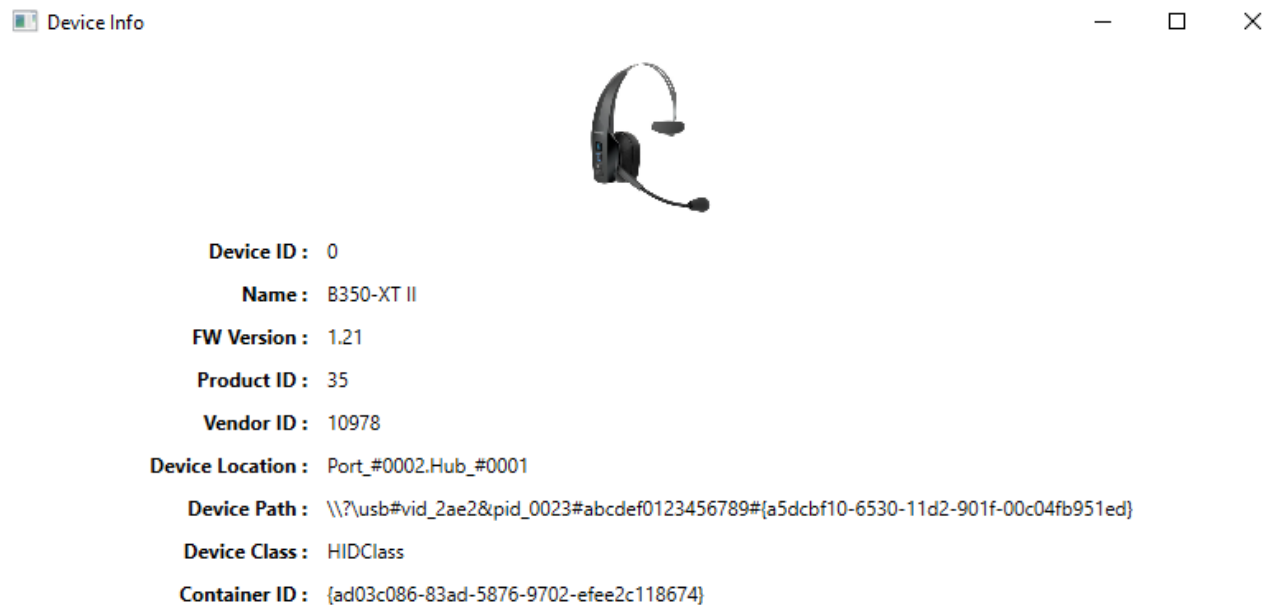 Device Info
Device ID : 0
Name : B350-XT II
FW Version : 1.21
Product ID : 35
Vendor ID : 10978
Device Location : Port_#0002.Hub_#0001
Device Path : \\?\usb#vid_2ae2&pid_0023#abcdef0123456789#{a5dcbf10-6530-11d2-901f-00c04fb951ed}
Device Class : HIDClass
Container ID : {ad03c086-83ad-5876-9702-efee2c118674}